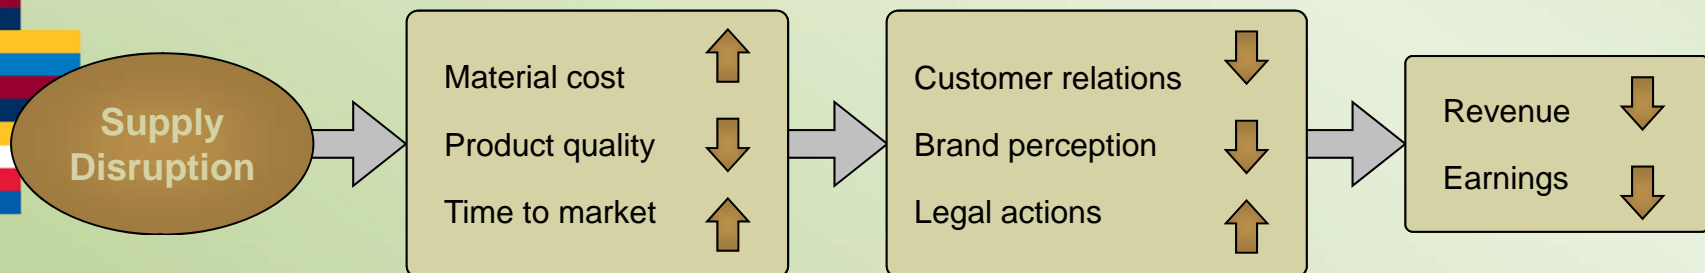 Supply
Disruption
Material cost
Product quality
Time to market
Customer relations
Brand perception
Legal actions
Revenue
Earnings